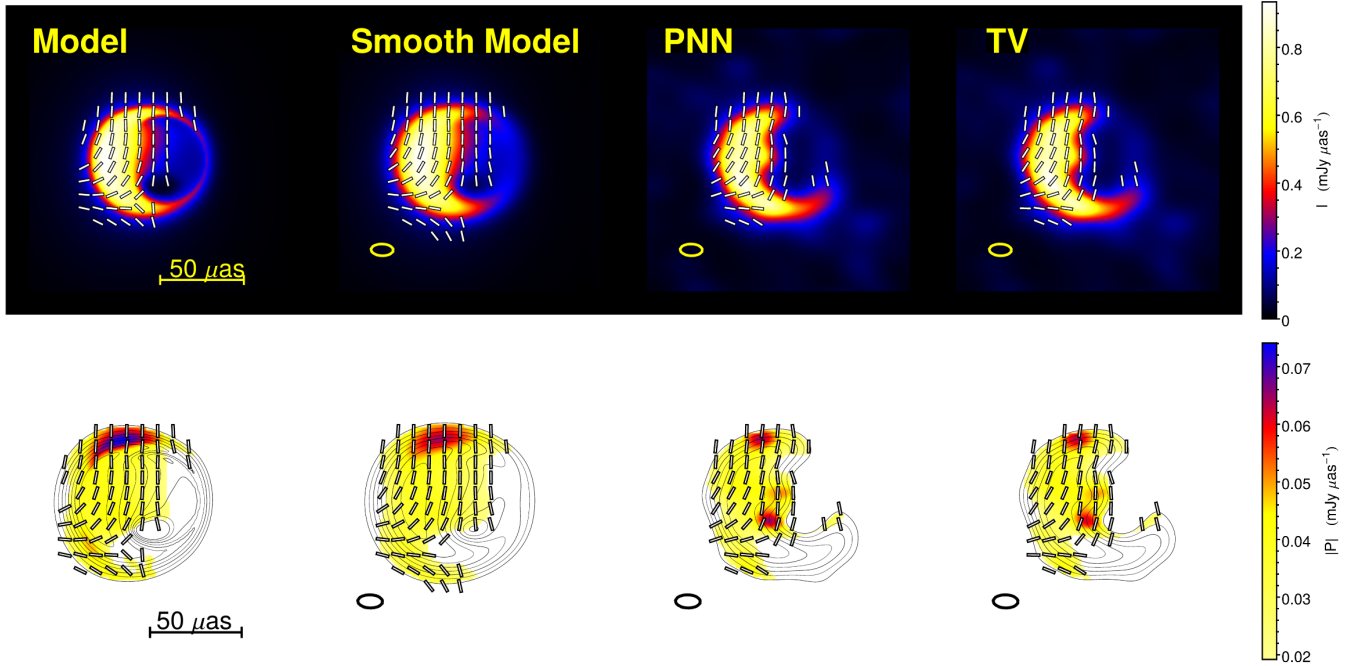 Model
Smooth Model
PNN
TV
50 μas
0.8
0.6
0.4
0.2
0
I (mJy μas⁻¹)
50 μas
0.07
0.06
0.05
0.04
0.03
0.02
|P| (mJy μas⁻¹)